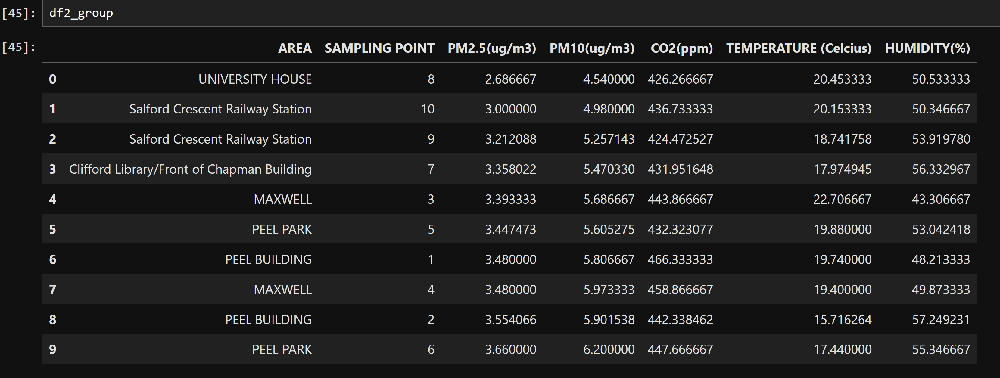 [45]: df2_group
[45]: AREA SAMPLING POINT PM2.5(ug/m3) PM10(ug/m3) CO2(ppm) TEMPERATURE (Celcius) HUMIDITY(%)
0 UNIVERSITY HOUSE 8 2.686667 4.540000 426.266667 20.453333 50.533333
1 Salford Crescent Railway Station 10 3.000000 4.980000 436.733333 20.153333 50.346667
2 Salford Crescent Railway Station 9 3.212088 5.257143 424.472527 18.741758 53.919780
3 Clifford Library/Front of Chapman Building 7 3.358022 5.470330 431.951648 17.974945 56.332967
4 MAXWELL 3 3.393333 5.686667 443.866667 22.706667 43.306667
5 PEEL PARK 5 3.447473 5.605275 432.323077 19.880000 53.042418
6 PEEL BUILDING 1 3.480000 5.806667 466.333333 19.740000 48.213333
7 MAXWELL 4 3.480000 5.973333 458.866667 19.400000 49.873333
8 PEEL BUILDING 2 3.554066 5.901538 442.338462 15.716264 57.249231
9 PEEL PARK 6 3.660000 6.200000 447.666667 17.440000 55.346667